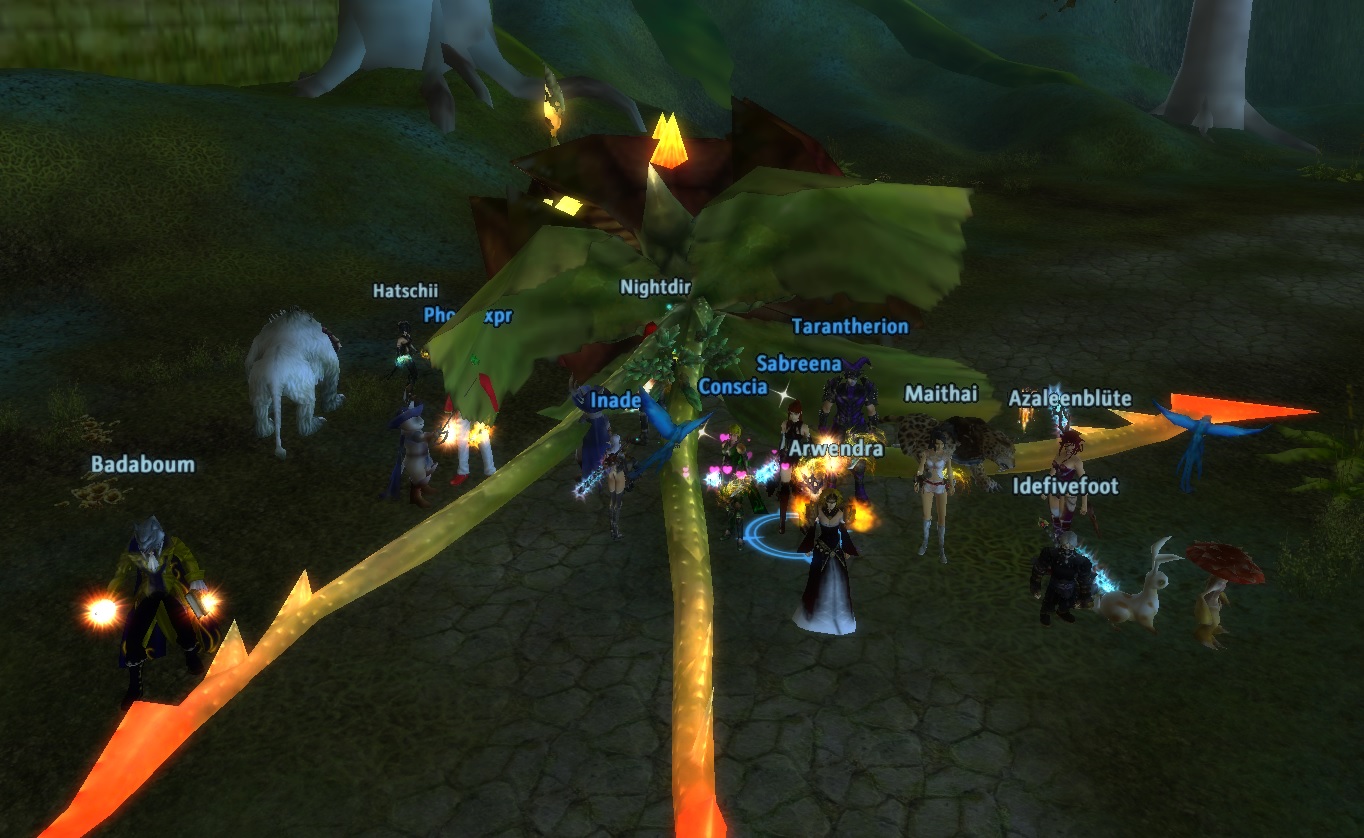 Nightdir
Hatschii
Tarantherion
Sabreena
Conscia
Maithai
Inade
Azaleenblüte
Arwendra
Badaboum
Idefivefoot